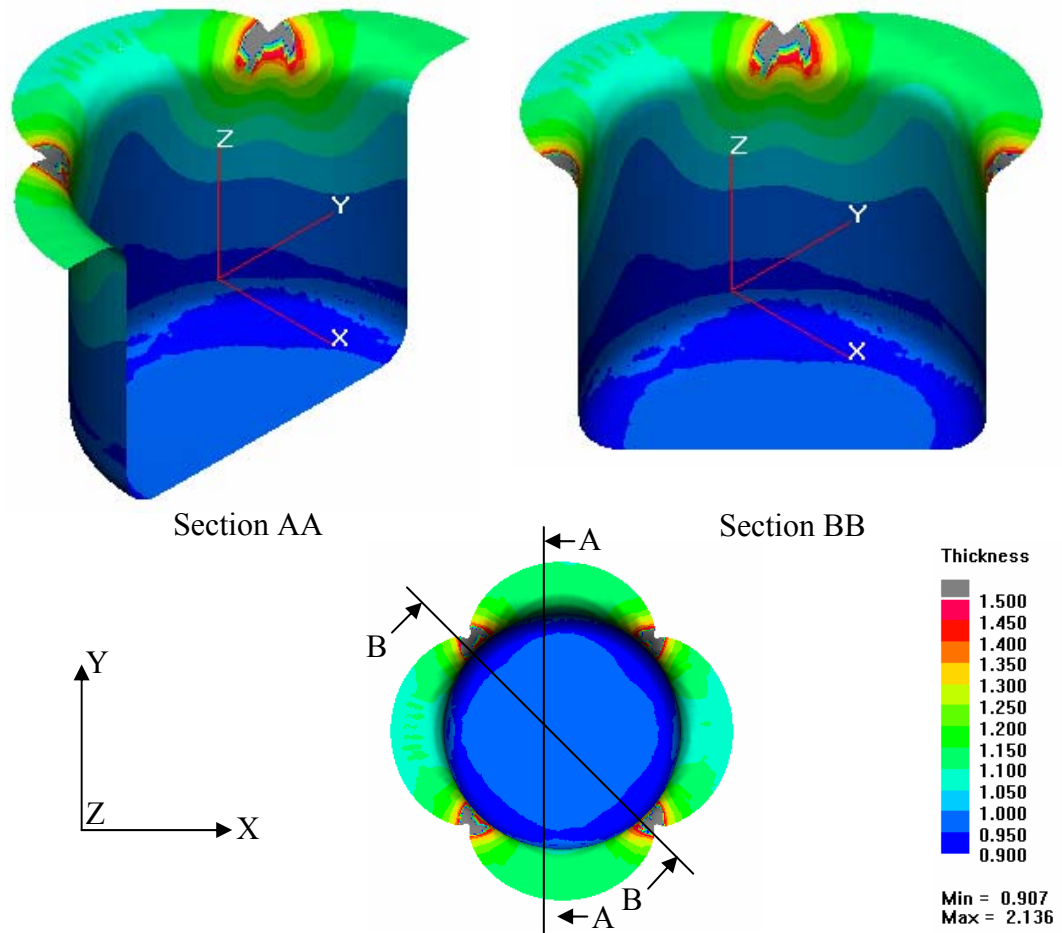 Z
Y
X
Z
Y
X
Section AA
Section BB
A
B
Y
Z
X
B
A
Thickness
1.500
1.450
1.400
1.350
1.300
1.250
1.200
1.150
1.100
1.050
1.000
0.950
0.900
Min = 0.907
Max = 2.136